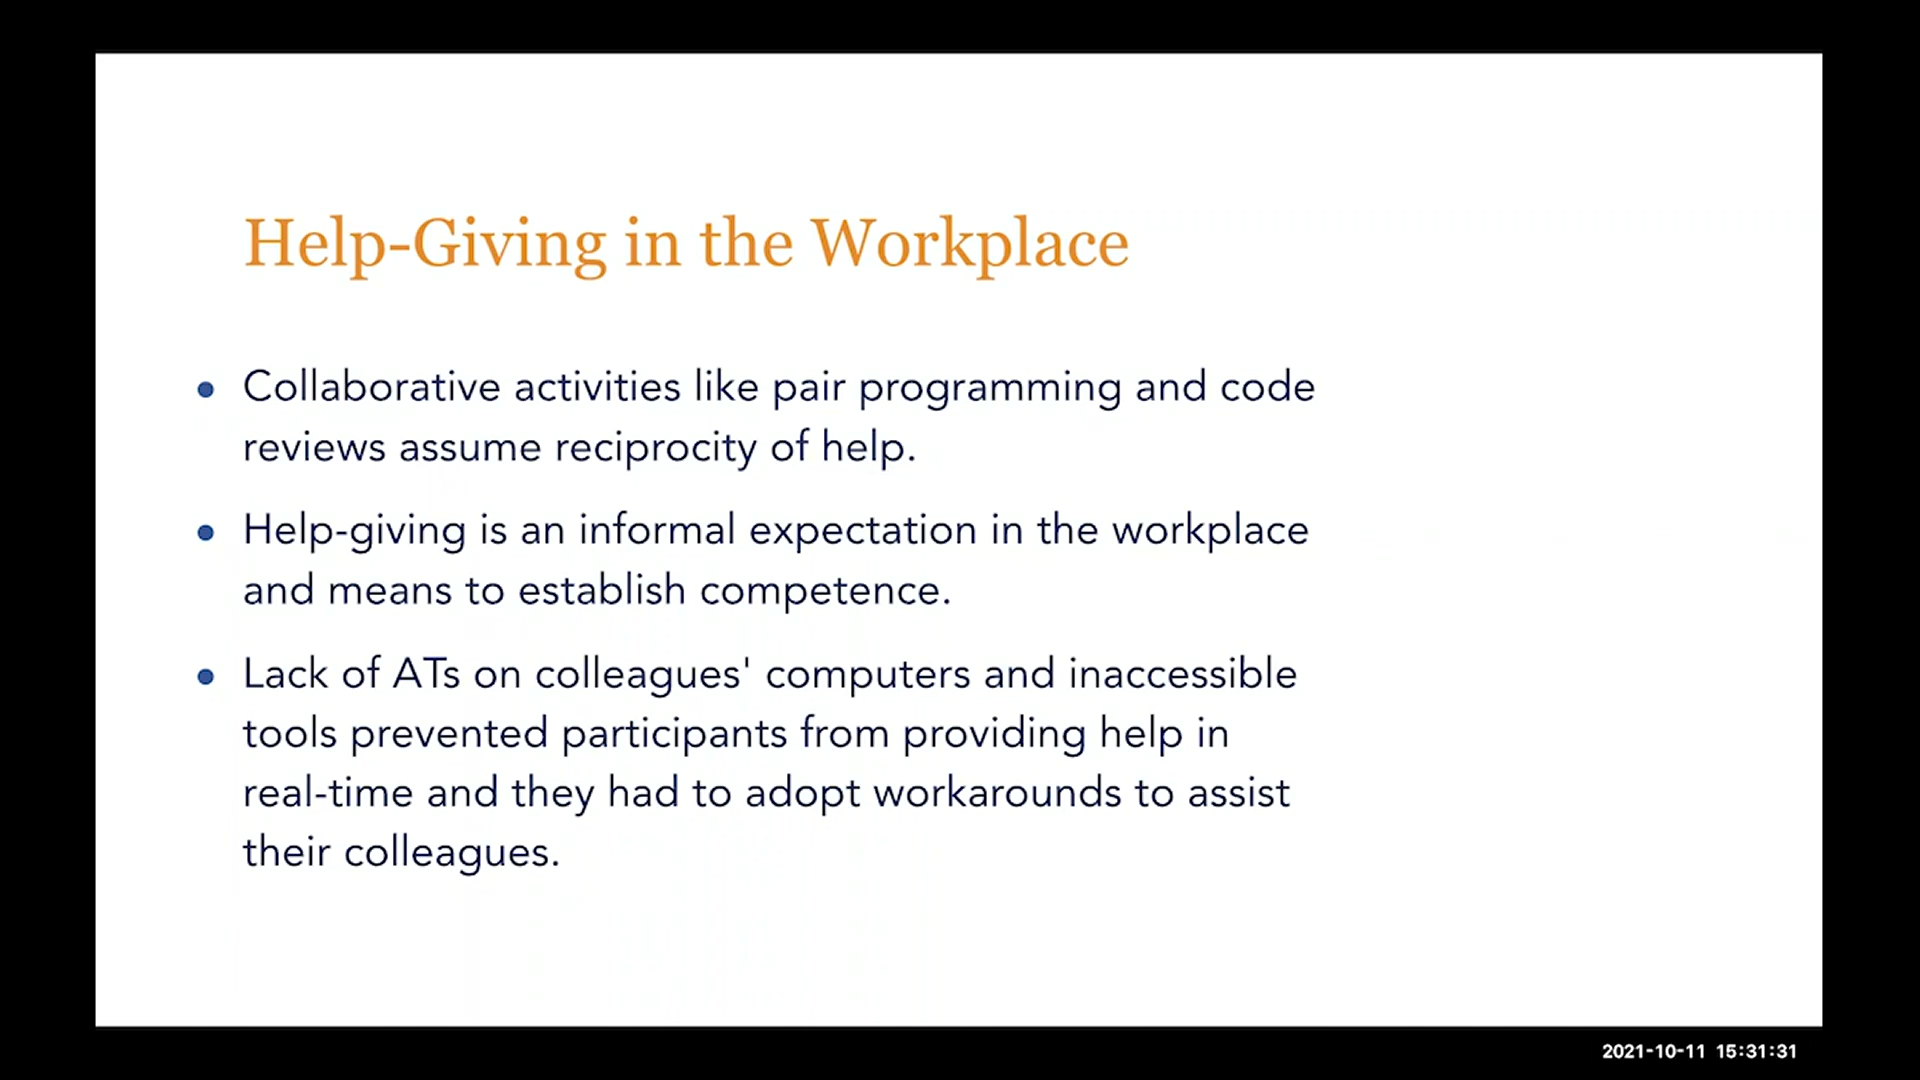 Help-Giving in the Workplace
• Collaborative activities like pair programming and code
reviews assume reciprocity of help.
• Help-giving is an informal expectation in the workplace
and means to establish competence.
• Lack of ATs on colleagues' computers and inaccessible
tools prevented participants from providing help in
real-time and they had to adopt workarounds to assist
their colleagues.
2021-10-11 15:31:31